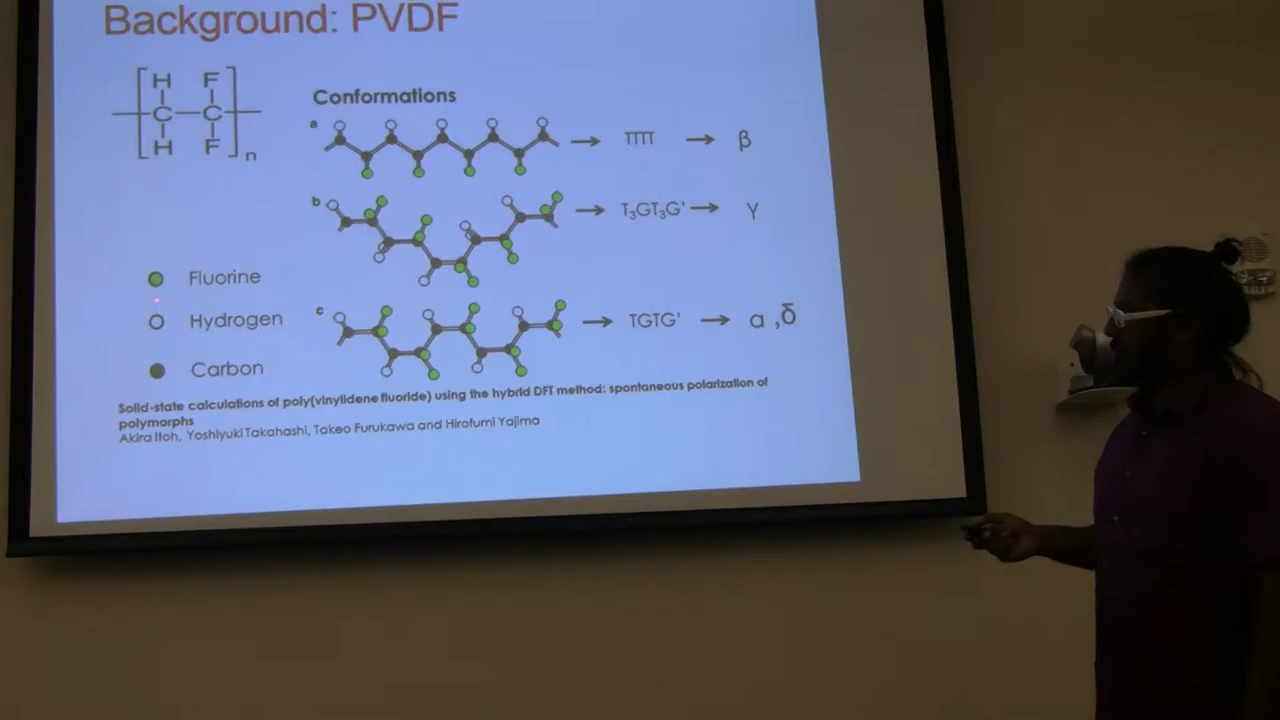 Background: PVDF
H F
C C
H F
n
Conformations
a
TTTT
β
b
T₃GT₃G'
γ
Fluorine
Hydrogen
Carbon
c
TGTG'
α ,δ
Solid-state calculations of poly(vinylidene fluoride) using the hybrid DFT method: spontaneous polarization of
polymorphs
Akira Itoh, Yoshiyuki Takahashi, Takeo Furukawa and Hirofumi Yajima